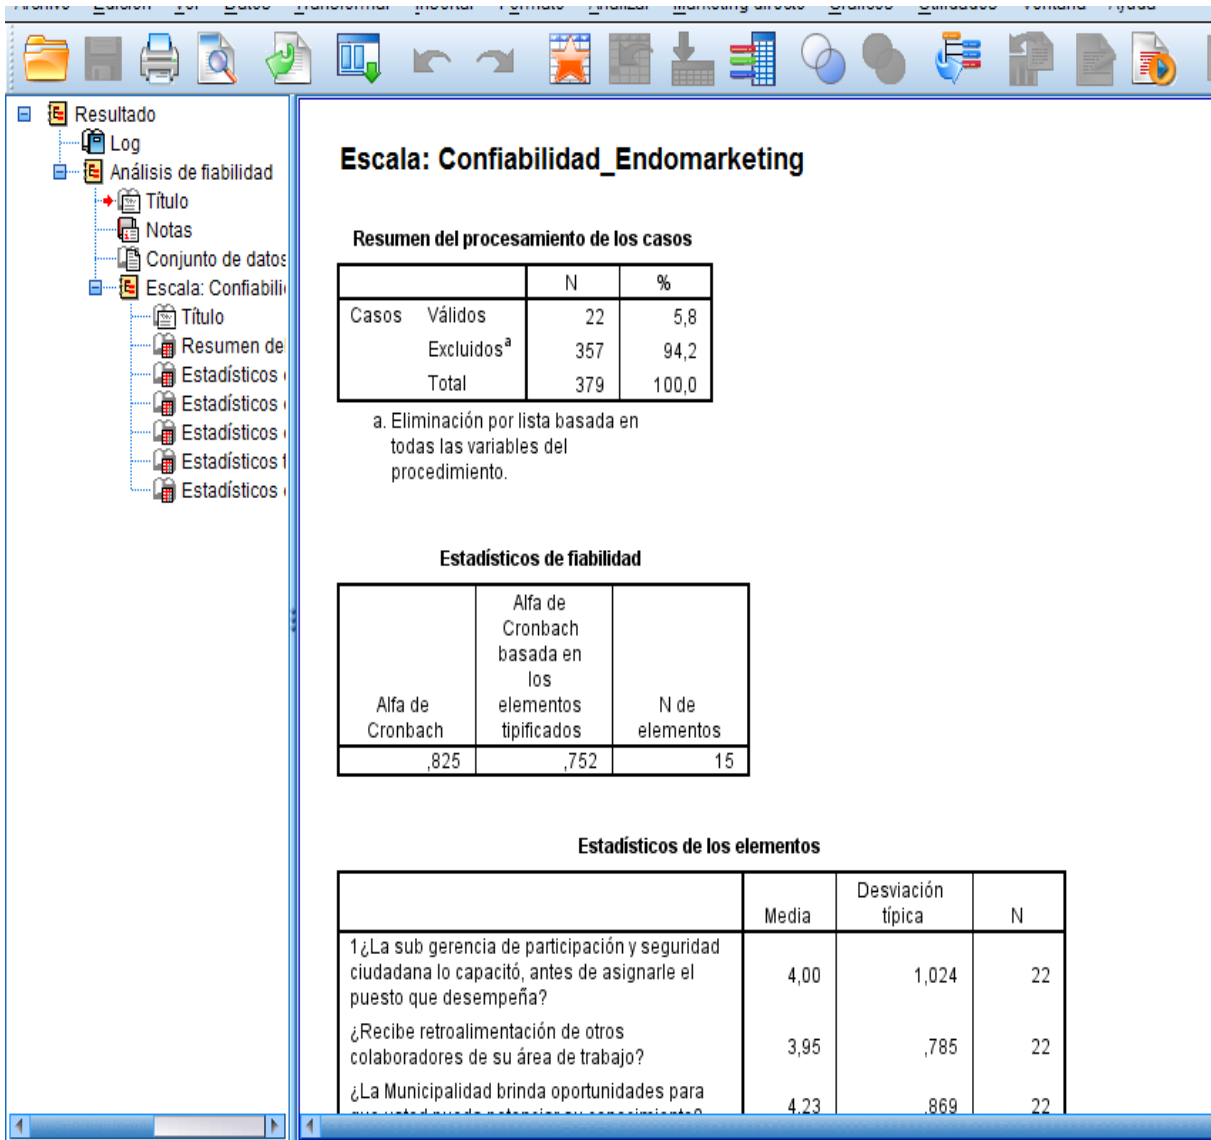 Resultado
Log
Análisis de fiabilidad
Título
Notas
Conjunto de datos
Escala: Confiabili
Título
Resumen de
Estadísticos
Estadísticos
Estadísticos
Estadísticos
Estadísticos
Escala: Confiabilidad_Endomarketing
Resumen del procesamiento de los casos
N %
Casos Válidos 22 5,8
Excluidosa 357 94,2
Total 379 100,0
a. Eliminación por lista basada en
todas las variables del
procedimiento.
Estadísticos de fiabilidad
Alfa de
Cronbach
Alfa de
Cronbach
basada en
los
elementos
tipificados
N de
elementos
,825 ,752 15
Estadísticos de los elementos
Media
Desviación
típica
N
1¿La sub gerencia de participación y seguridad
ciudadana lo capacitó, antes de asignarle el
puesto que desempeña?
4,00 1,024 22
¿Recibe retroalimentación de otros
colaboradores de su área de trabajo?
3,95 ,785 22
¿La Municipalidad brinda oportunidades para
4,23 ,869 22